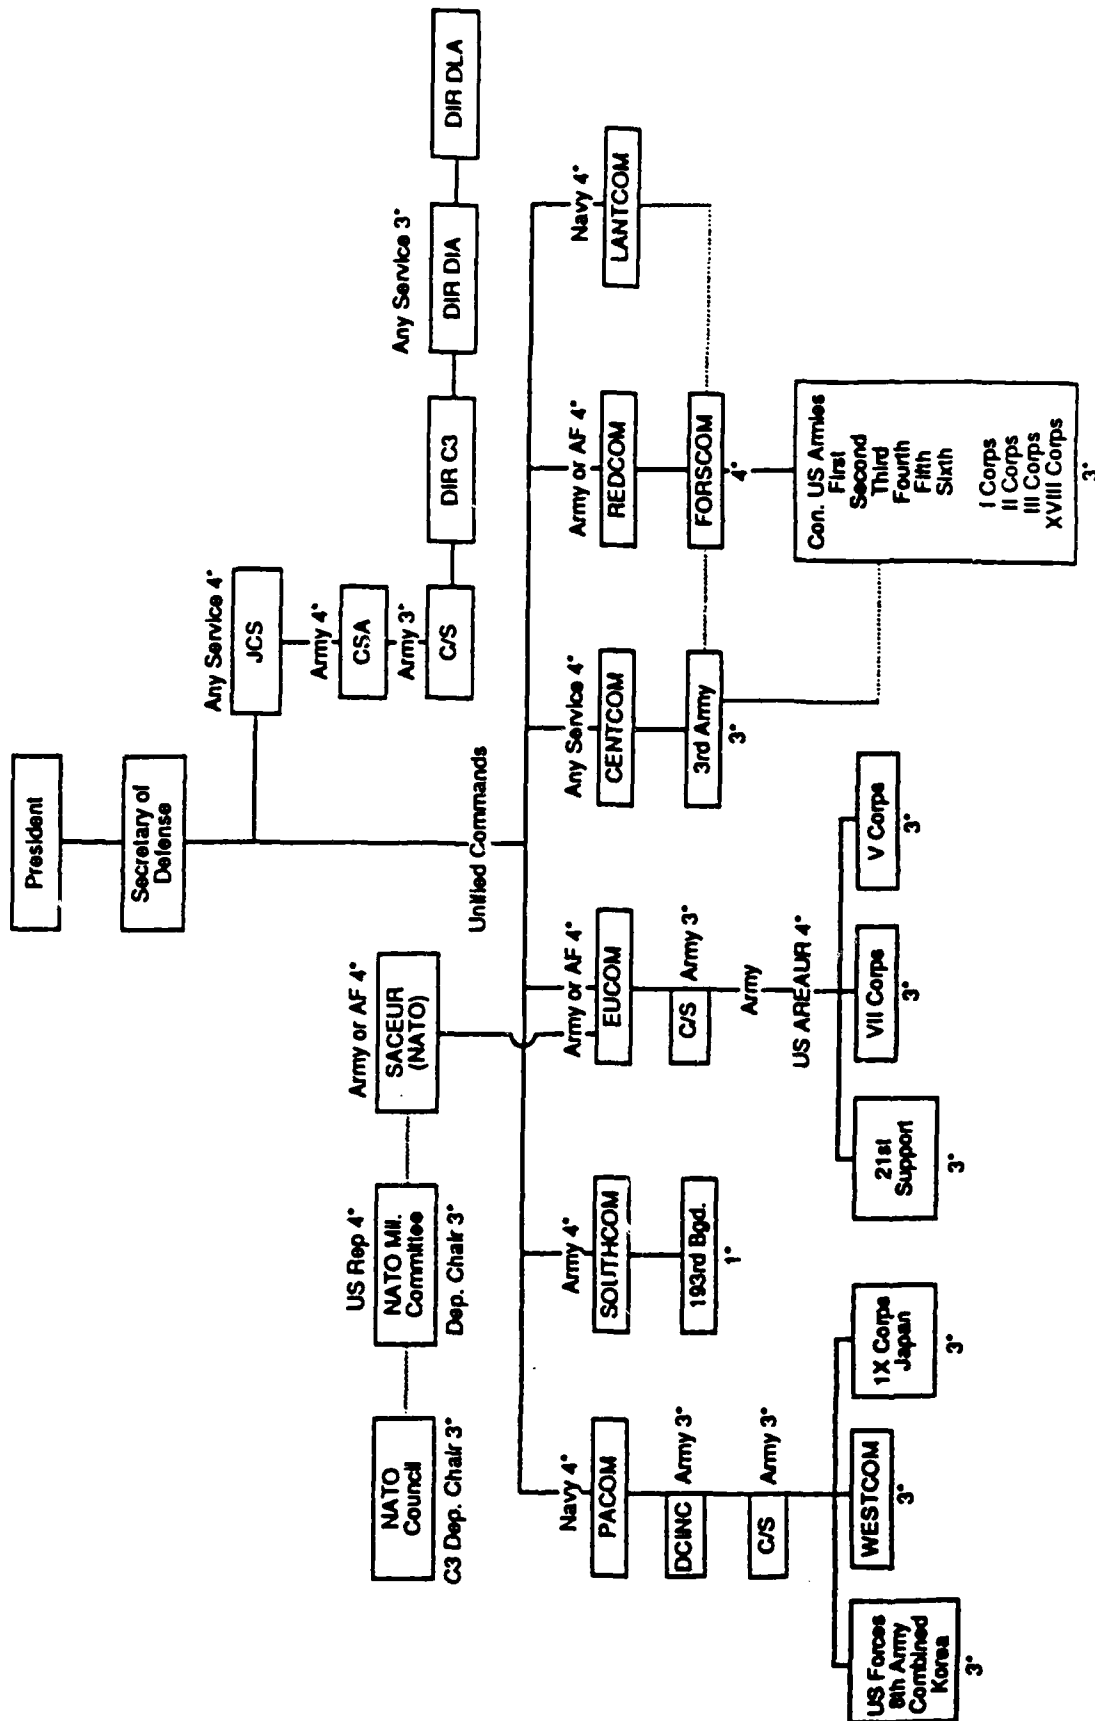 President
Secretary of
Defense
Any Service 4*
JCS
Army 4*
CSA
Army 3*
C/S
DIR C3
Any Service 3*
DIR DIA
DIR DLA
NATO
Council
C3 Dep. Chair 3*
US Rep 4*
NATO Mil.
Committee
Dep. Chair 3*
Army or AF 4*
SACEUR
(NATO)
Unified Commands
Navy 4*
PACOM
DCINC
Army 3*
C/S
Army 3*
US Forces
8th Army
Combined
Korea
3*
WESTCOM
3*
1X Corps
Japan
3*
Army 4*
SOUTHCOM
193rd Bgd.
1*
Army or AF 4*
EUCOM
C/S
Army 3*
Army
US AREAUR 4*
21st
Support
3*
VII Corps
3*
V Corps
3*
Any Service 4*
CENTCOM
3rd Army
3*
Army or AF 4*
REDCOM
FORSCOM
4*
Navy 4*
LANTCOM
Con. US Armies
First
Second
Third
Fourth
Fifth
Sixth
I Corps
II Corps
III Corps
XVIII Corps
3*